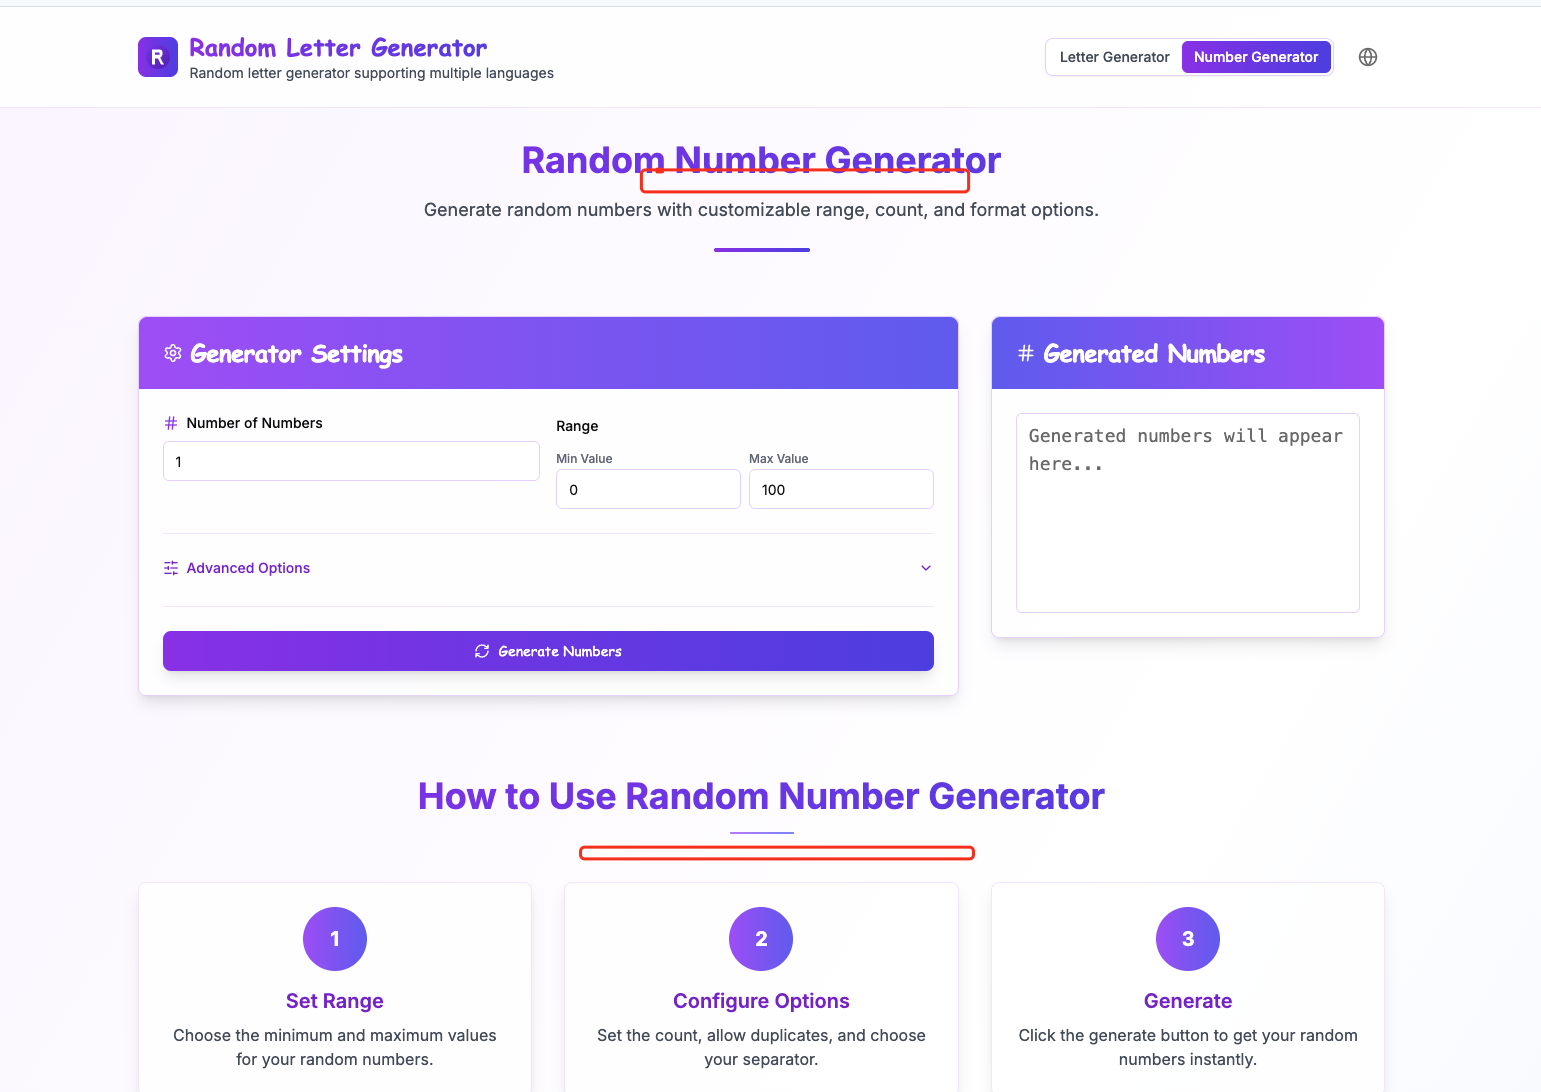 R
Random Letter Generator
Random letter generator supporting multiple languages
Letter Generator
Number Generator
Random Number Generator
Generate random numbers with customizable range, count, and format options.
Generator Settings
Number of Numbers
1
Range
Min Value
Max Value
0
100
Advanced Options
Generate Numbers
# Generated Numbers
Generated numbers will appear
here...
How to Use Random Number Generator
1
Set Range
Choose the minimum and maximum values
for your random numbers.
2
Configure Options
Set the count, allow duplicates, and choose
your separator.
3
Generate
Click the generate button to get your random
numbers instantly.